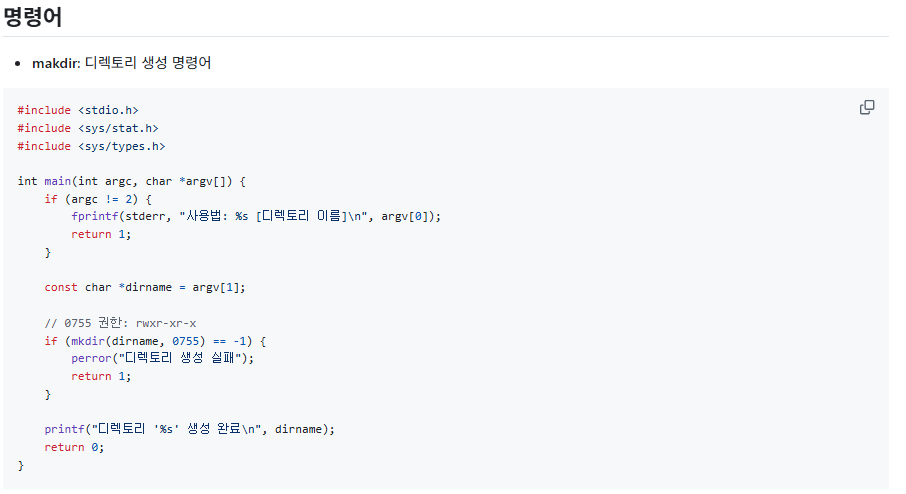 명령어
• makdir: 디렉토리 생성 명령어
#include <stdio.h>
#include <sys/stat.h>
#include <sys/types.h>

int main(int argc, char *argv[]) {
    if (argc != 2) {
        fprintf(stderr, "사용법: %s [디렉토리 이름]\n", argv[0]);
        return 1;
    }

    const char *dirname = argv[1];

    // 0755 권한: rwxr-xr-x
    if (mkdir(dirname, 0755) == -1) {
        perror("디렉토리 생성 실패");
        return 1;
    }

    printf("디렉토리 '%s' 생성 완료\n", dirname);
    return 0;
}